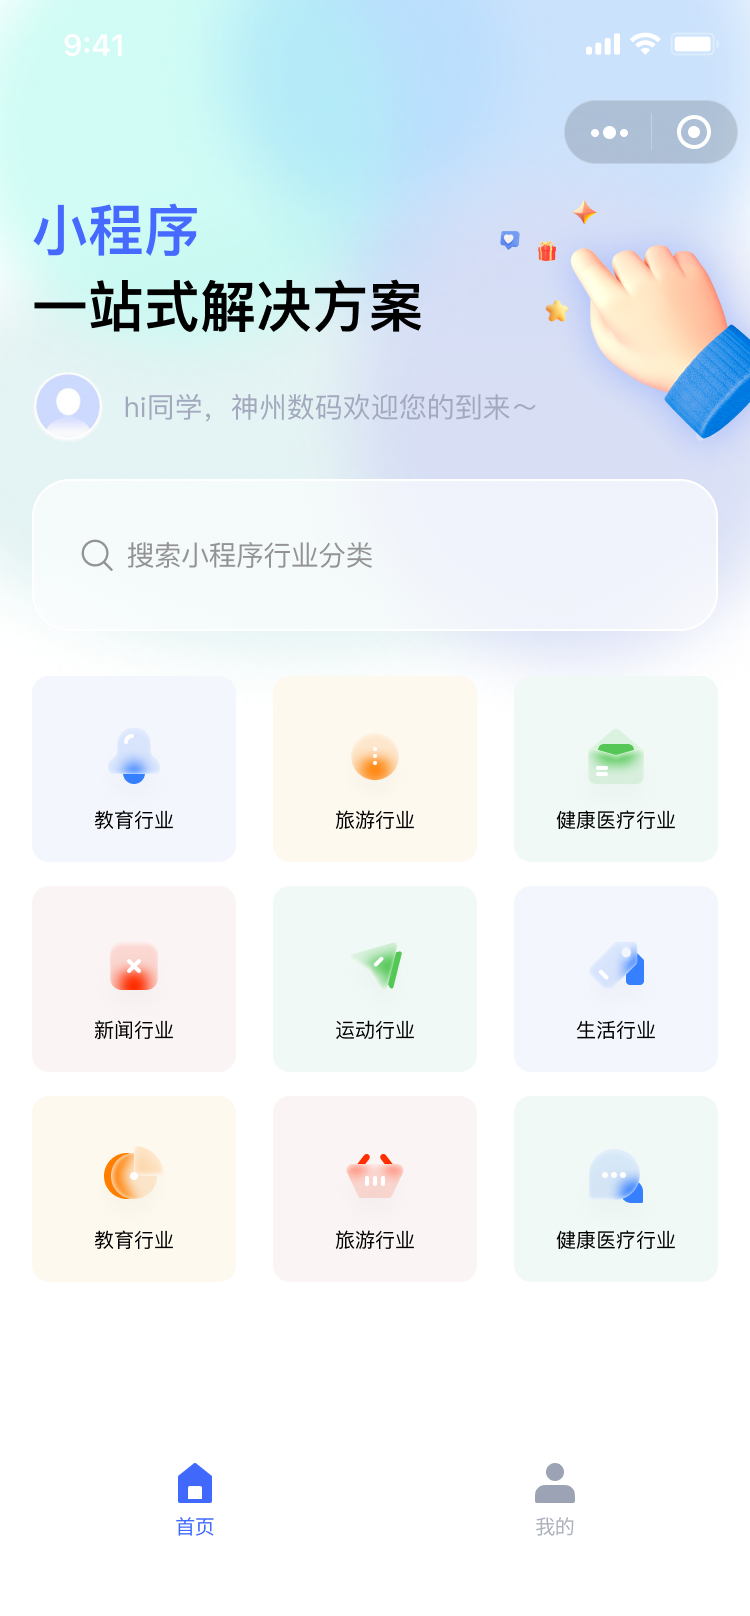 9:41
小程序
一站式解决方案
hi同学，神州数码欢迎您的到来～
搜索小程序行业分类
教育行业
旅游行业
健康医疗行业
新闻行业
运动行业
生活行业
教育行业
旅游行业
健康医疗行业
首页
我的